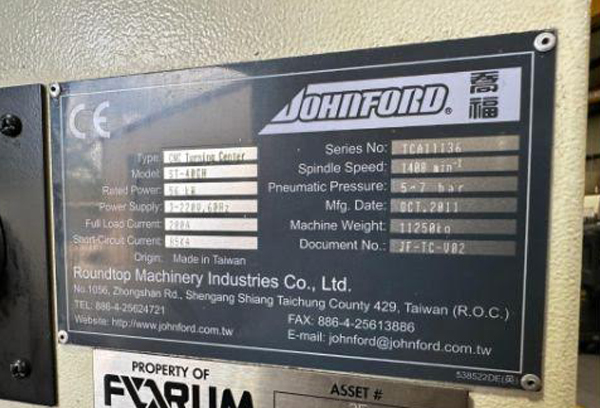 CE
JOHNFORD® 喬福
Type: CNC Turning Center
Model: ST-40GH
Rated Power: 56 kW
Power Supply: 3~220V,60Hz
Full Load Current: 200A
Short-Circuit Current: 85kA
Origin: Made in Taiwan
Series No: TCA11136
Spindle Speed: 1400 min⁻¹
Pneumatic Pressure: 5~7 bar
Mfg. Date: OCT.2011
Machine Weight: 11250kg
Document No.: JF-TC-V02
Roundtop Machinery Industries Co., Ltd.
No.1056, Zhongshan Rd., Shengang Shiang Taichung County 429, Taiwan (R.O.C.)
TEL: 886-4-25624721
FAX: 886-4-25613886
Website: http://www.johnford.com.tw
E-mail: johnford@johnford.com.tw
PROPERTY OF
ASSET #